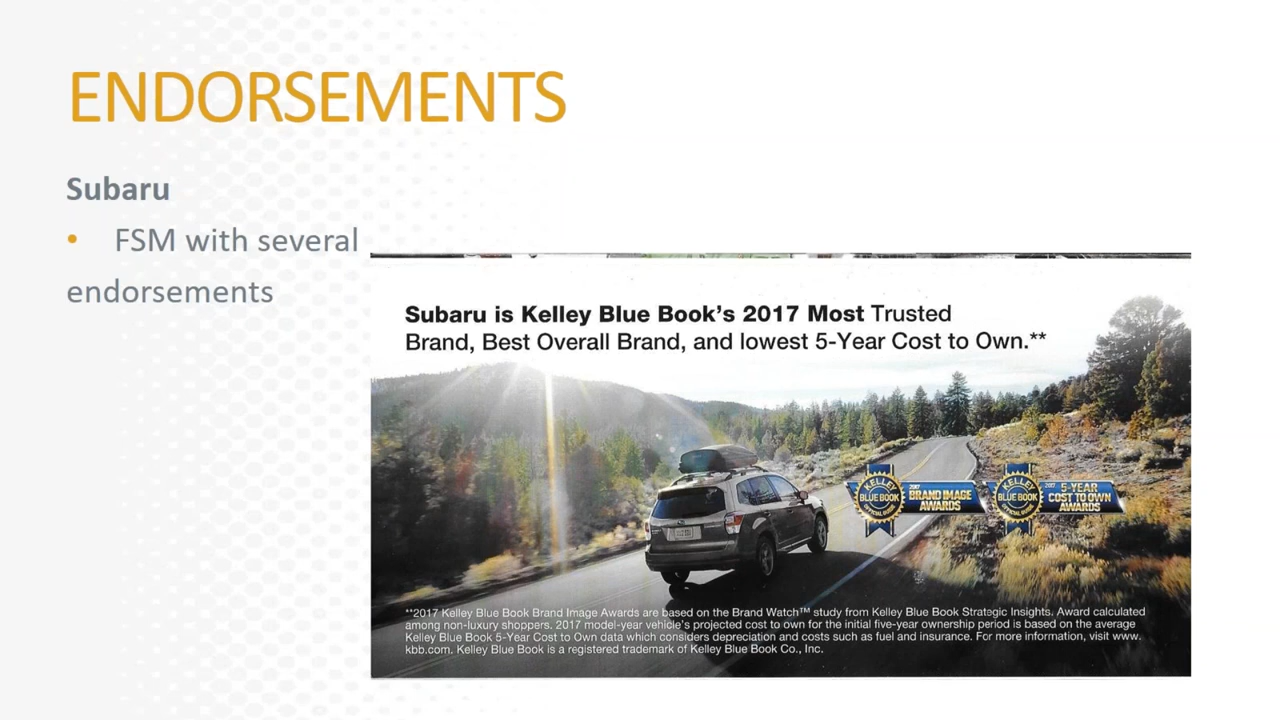 ENDORSEMENTS
Subaru
• FSM with several
endorsements
Subaru is Kelley Blue Book’s 2017 Most Trusted
Brand, Best Overall Brand, and lowest 5-Year Cost to Own.**
KELLEY
BLUE BOOK
OFFICIAL GUIDE
2017
BRAND IMAGE
AWARDS
KELLEY
BLUE BOOK
OFFICIAL GUIDE
2017 5-YEAR
COST TO OWN
AWARDS
**2017 Kelley Blue Book Brand Image Awards are based on the Brand Watch™ study from Kelley Blue Book Strategic Insights. Award calculated
among non-luxury shoppers. 2017 model-year vehicle's projected cost to own for the initial five-year ownership period is based on the average
Kelley Blue Book 5-Year Cost to Own data which considers depreciation and costs such as fuel and insurance. For more information, visit www.
kbb.com. Kelley Blue Book is a registered trademark of Kelley Blue Book Co., Inc.